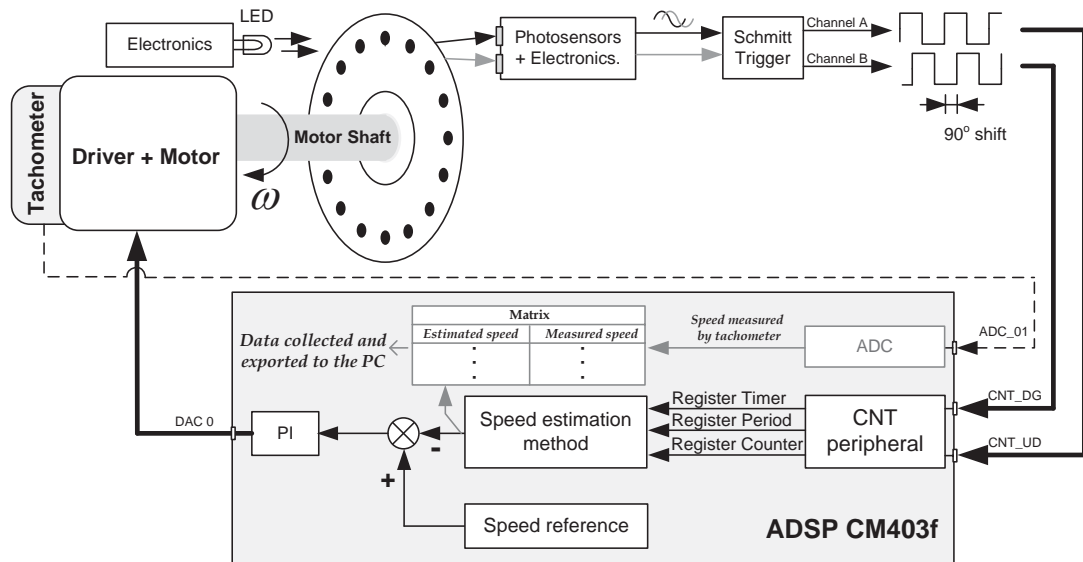 LED
Electronics
Photosensors
+ Electronics.
Schmitt
Trigger
Channel A
Channel B
90° shift
Tachometer
Driver + Motor
Motor Shaft
ω
Matrix
Estimated speed
Measured speed
Data collected and
exported to the PC
Speed measured
by tachometer
ADC
ADC_01
Register Timer
Register Period
Register Counter
CNT
peripheral
CNT_DG
CNT_UD
Speed estimation
method
DAC 0
PI
-
+
Speed reference
ADSP CM403f